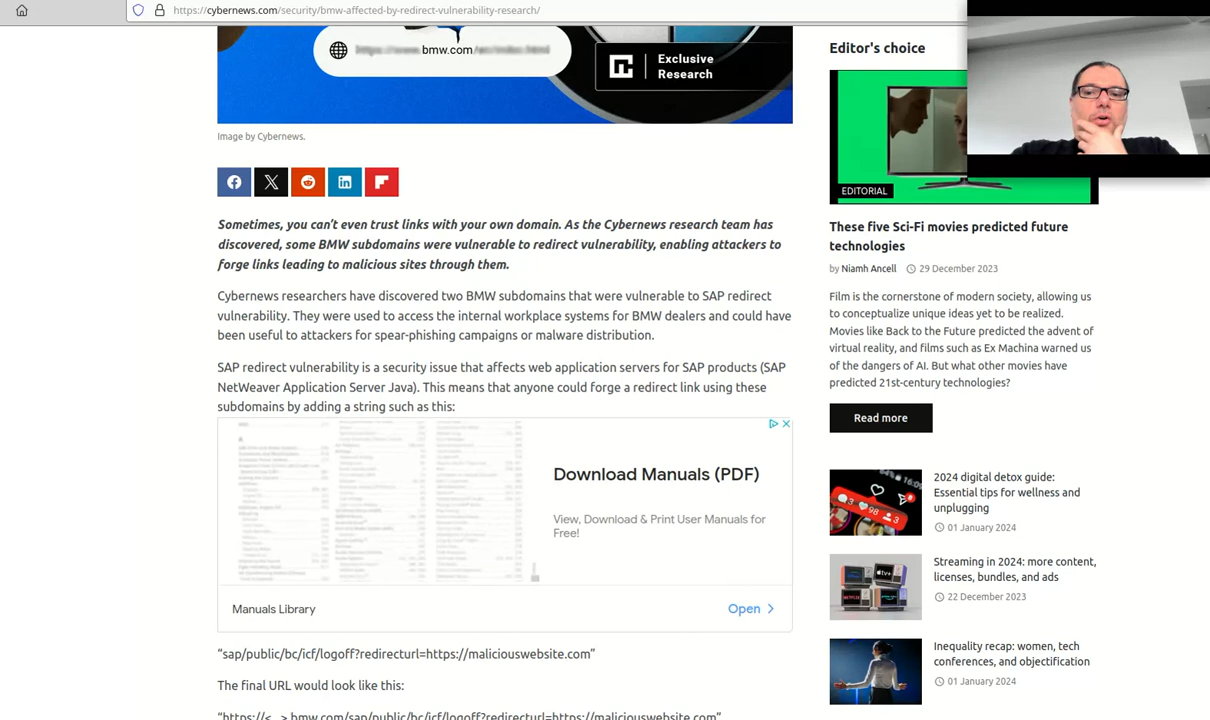 https://cybernews.com/security/bmw-affected-by-redirect-vulnerability-research/
bmw.com
Exclusive
Research
Image by Cybernews.
Sometimes, you can't even trust links with your own domain. As the Cybernews research team has
discovered, some BMW subdomains were vulnerable to redirect vulnerability, enabling attackers to
forge links leading to malicious sites through them.
Cybernews researchers have discovered two BMW subdomains that were vulnerable to SAP redirect
vulnerability. They were used to access the internal workplace systems for BMW dealers and could have
been useful to attackers for spear-phishing campaigns or malware distribution.
SAP redirect vulnerability is a security issue that affects web application servers for SAP products (SAP
NetWeaver Application Server Java). This means that anyone could forge a redirect link using these
subdomains by adding a string such as this:
Download Manuals (PDF)
View, Download & Print User Manuals for
Free!
Manuals Library
Open
“sap/public/bc/icf/logoff?redirecturl=https://maliciouswebsite.com”
The final URL would look like this:
“https://<...>.bmw.com/sap/public/bc/icf/logoff?redirecturl=https://maliciouswebsite.com”
Editor's choice
EDITORIAL
These five Sci-Fi movies predicted future
technologies
by Niamh Ancell 29 December 2023
Film is the cornerstone of modern society, allowing us
to conceptualize unique ideas yet to be realized.
Movies like Back to the Future predicted the advent of
virtual reality, and films such as Ex Machina warned us
of the dangers of AI. But what other movies have
predicted 21st-century technologies?
Read more
2024 digital detox guide:
Essential tips for wellness and
unplugging
01 January 2024
Streaming in 2024: more content,
licenses, bundles, and ads
22 December 2023
Inequality recap: women, tech
conferences, and objectification
01 January 2024